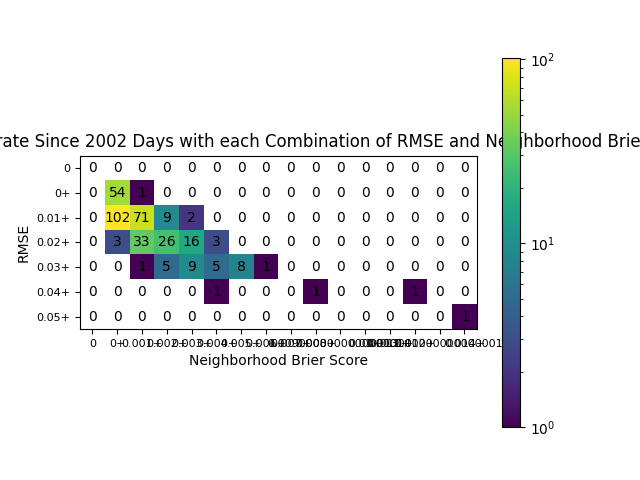 rate Since 2002 Days with each Combination of RMSE and Neighborhood Brie
0 0 0 0 0 0 0 0 0 0 0 0 0 0 0 0 0
0+ 0 54 1 0 0 0 0 0 0 0 0 0 0 0 0 0 0
0.01+ 0 102 71 9 2 0 0 0 0 0 0 0 0 0 0 0 0
0.02+ 0 3 33 26 16 3 0 0 0 0 0 0 0 0 0 0 0
0.03+ 0 0 1 5 9 5 8 1 0 0 0 0 0 0 0 0 0
0.04+ 0 0 0 0 0 1 0 0 0 1 0 0 0 1 0 0
0.05+ 0 0 0 0 0 0 0 0 0 0 0 0 0 0 0 1
RMSE
0 0+
Neighborhood Brier Score
10²
10¹
10⁰